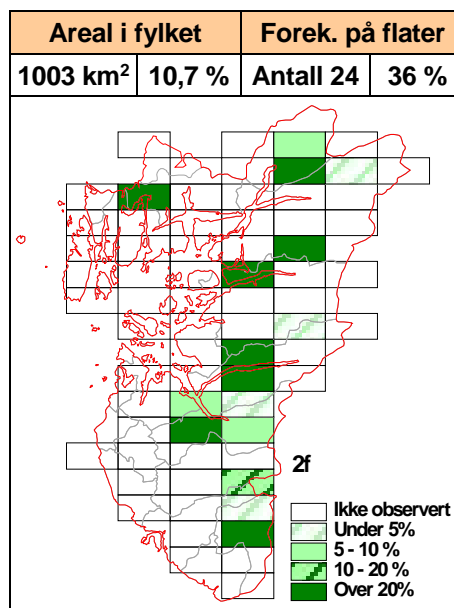 Areal i fylket Forek. på flater
1003 km² 10,7 % Antall 24 36 %
2f
Ikke observert
Under 5%
5 - 10 %
10 - 20 %
Over 20%